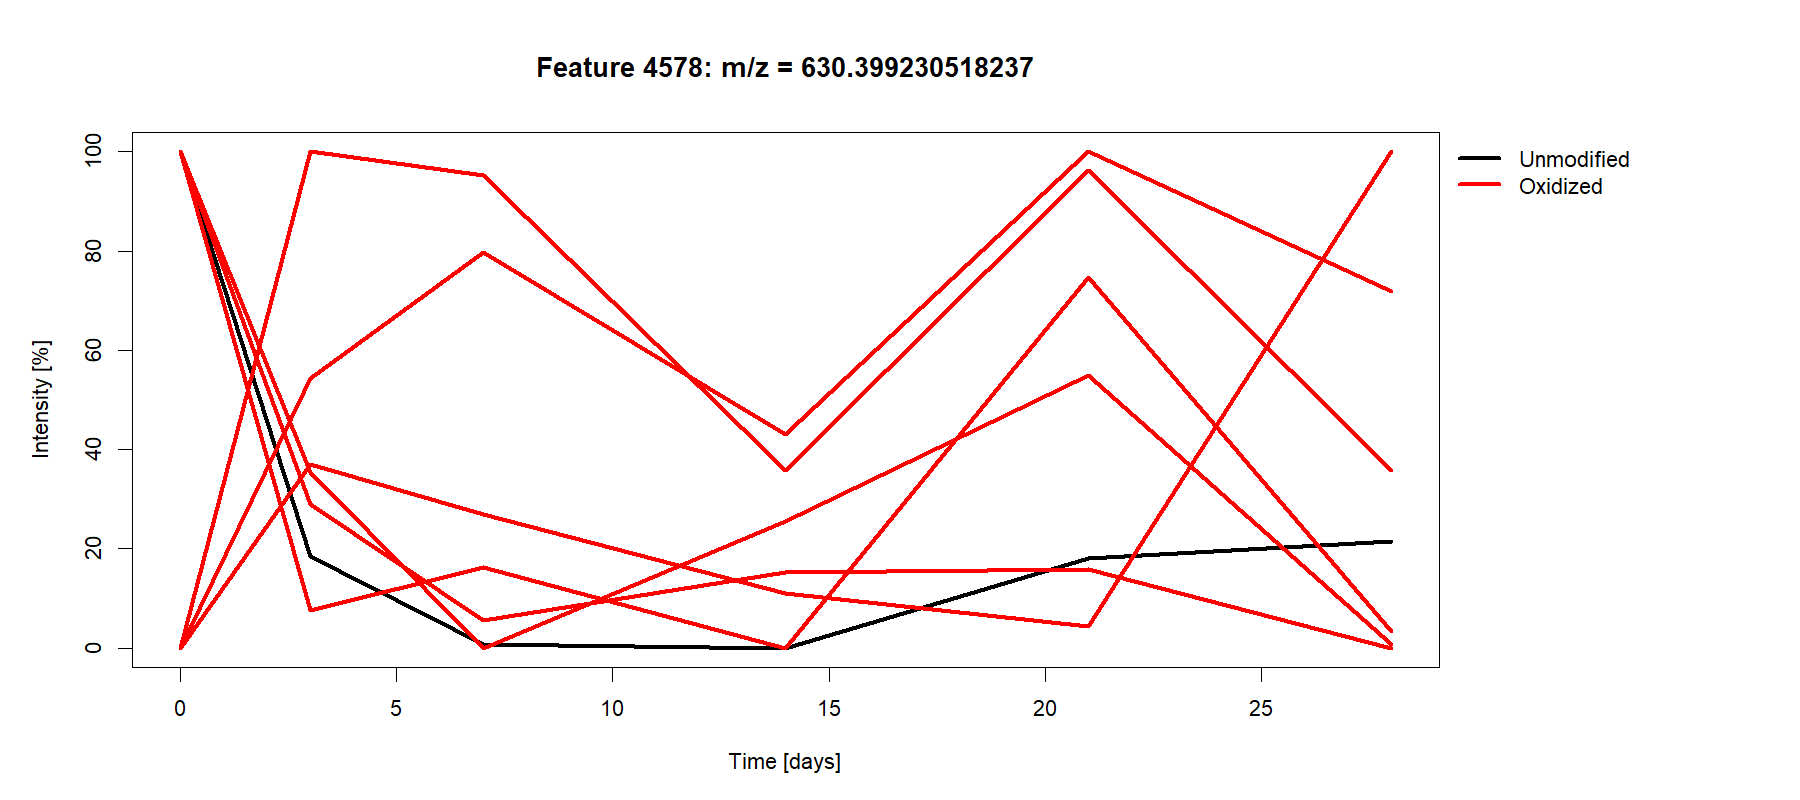 Feature 4578: m/z = 630.399230518237
Unmodified
Oxidized
Intensity [%]
100
80
60
40
20
0
0 5 10 15 20 25
Time [days]